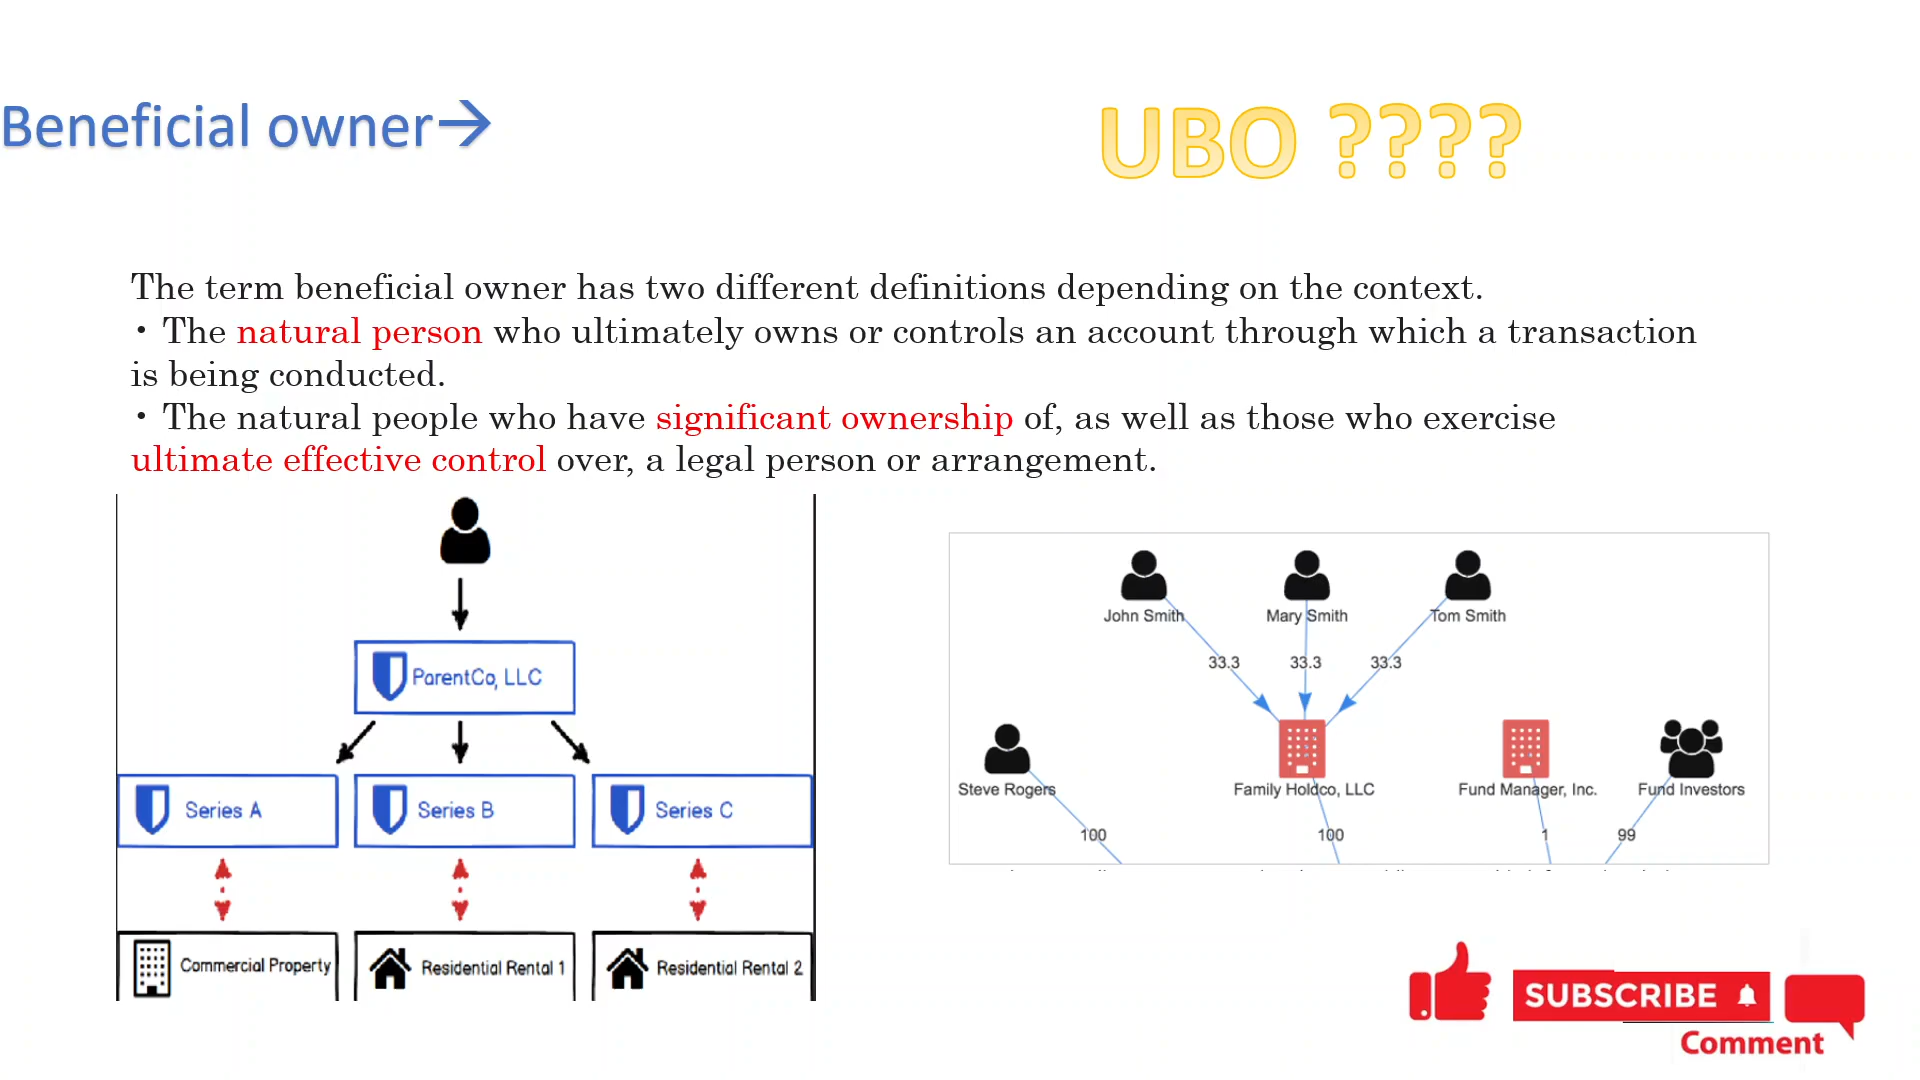 Beneficial owner→
UBO ????
The term beneficial owner has two different definitions depending on the context.
• The natural person who ultimately owns or controls an account through which a transaction
is being conducted.
• The natural people who have significant ownership of, as well as those who exercise
ultimate effective control over, a legal person or arrangement.
ParentCo, LLC
Series A
Series B
Series C
Commercial Property
Residential Rental 1
Residential Rental 2
John Smith
Mary Smith
Tom Smith
33.3
33.3
33.3
Steve Rogers
Family Holdco, LLC
Fund Manager, Inc.
Fund Investors
100
100
1
99
SUBSCRIBE
Comment